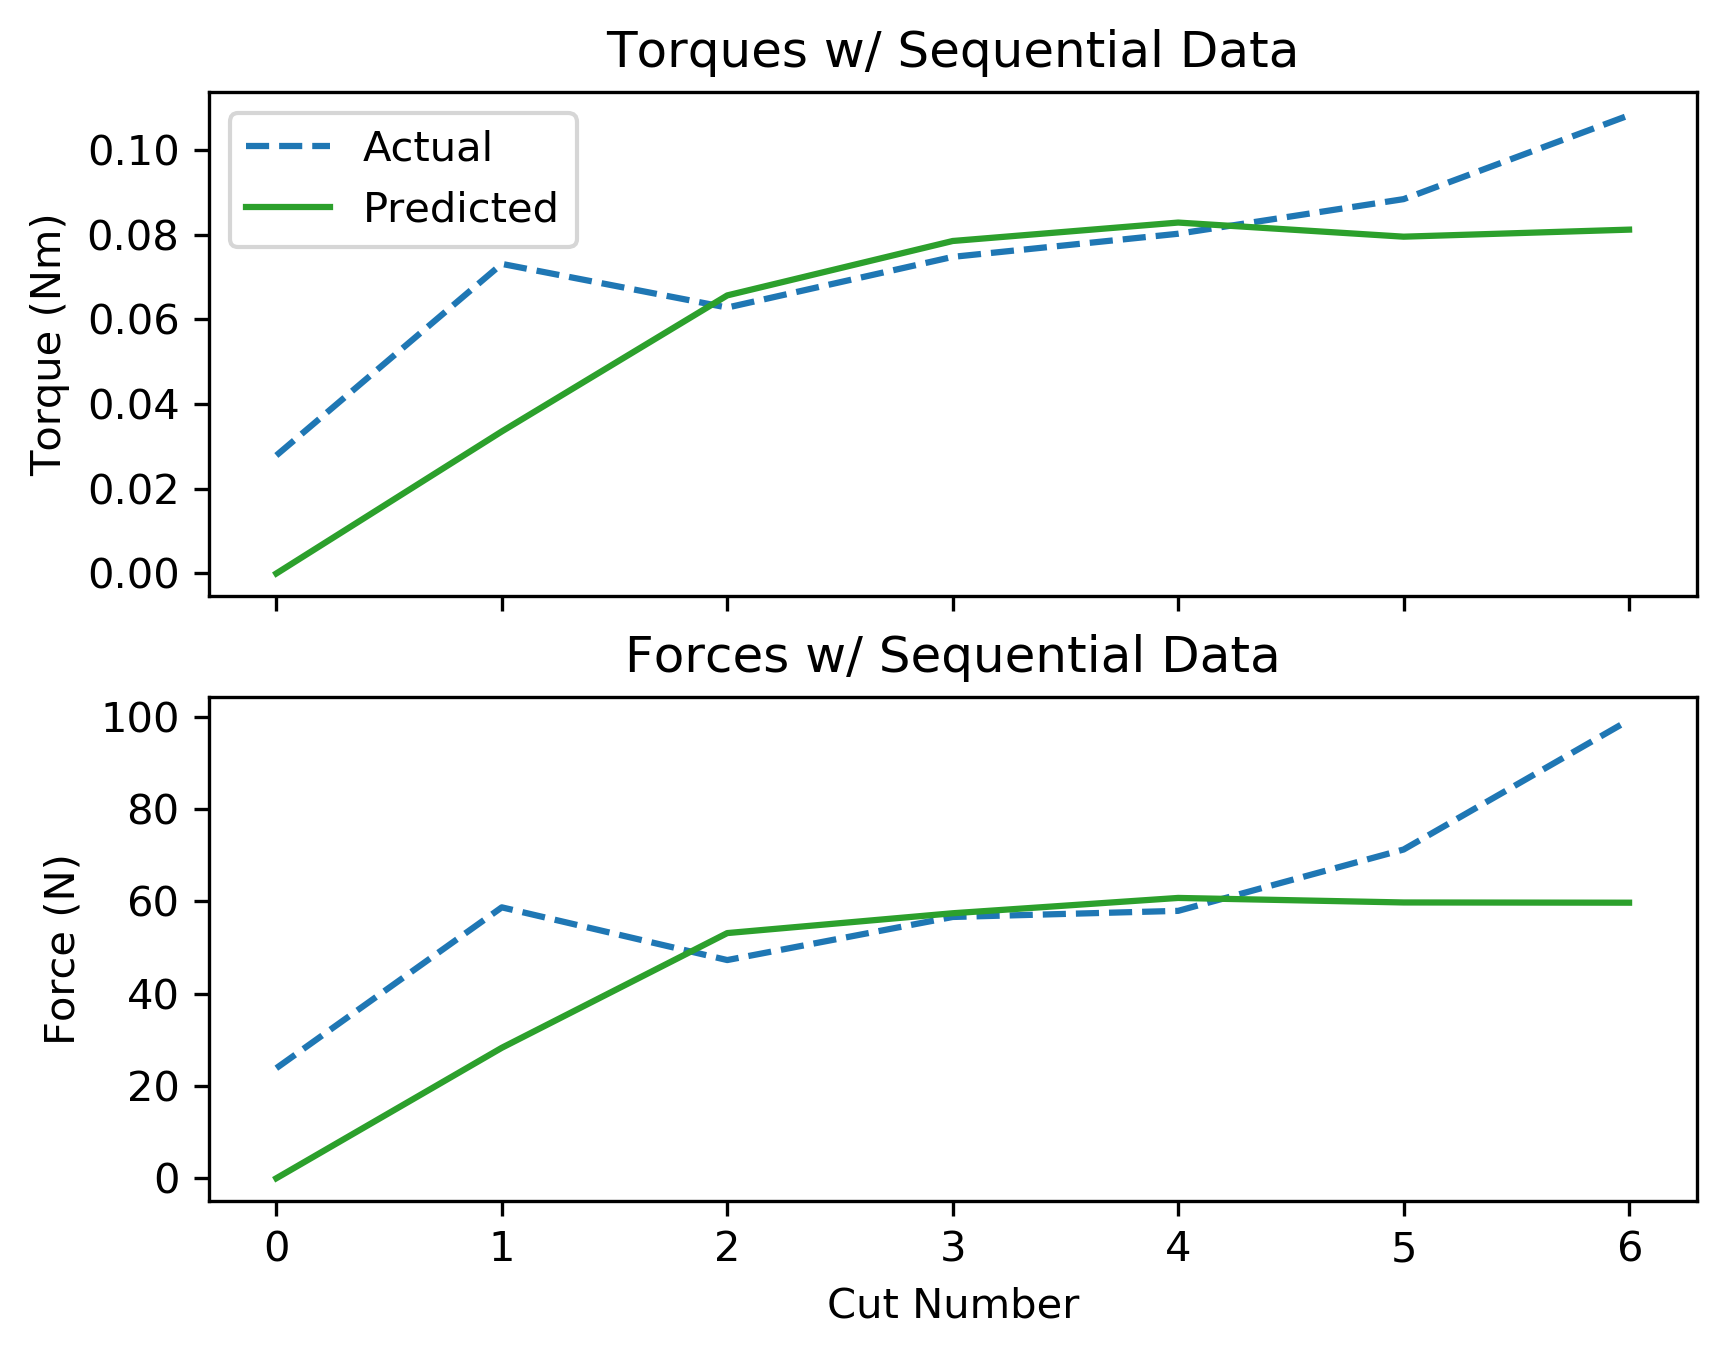 Torques w/ Sequential Data
Actual
Predicted
Torque (Nm)
0.10
0.08
0.06
0.04
0.02
0.00
Forces w/ Sequential Data
Force (N)
100
80
60
40
20
0
0 1 2 3 4 5 6
Cut Number